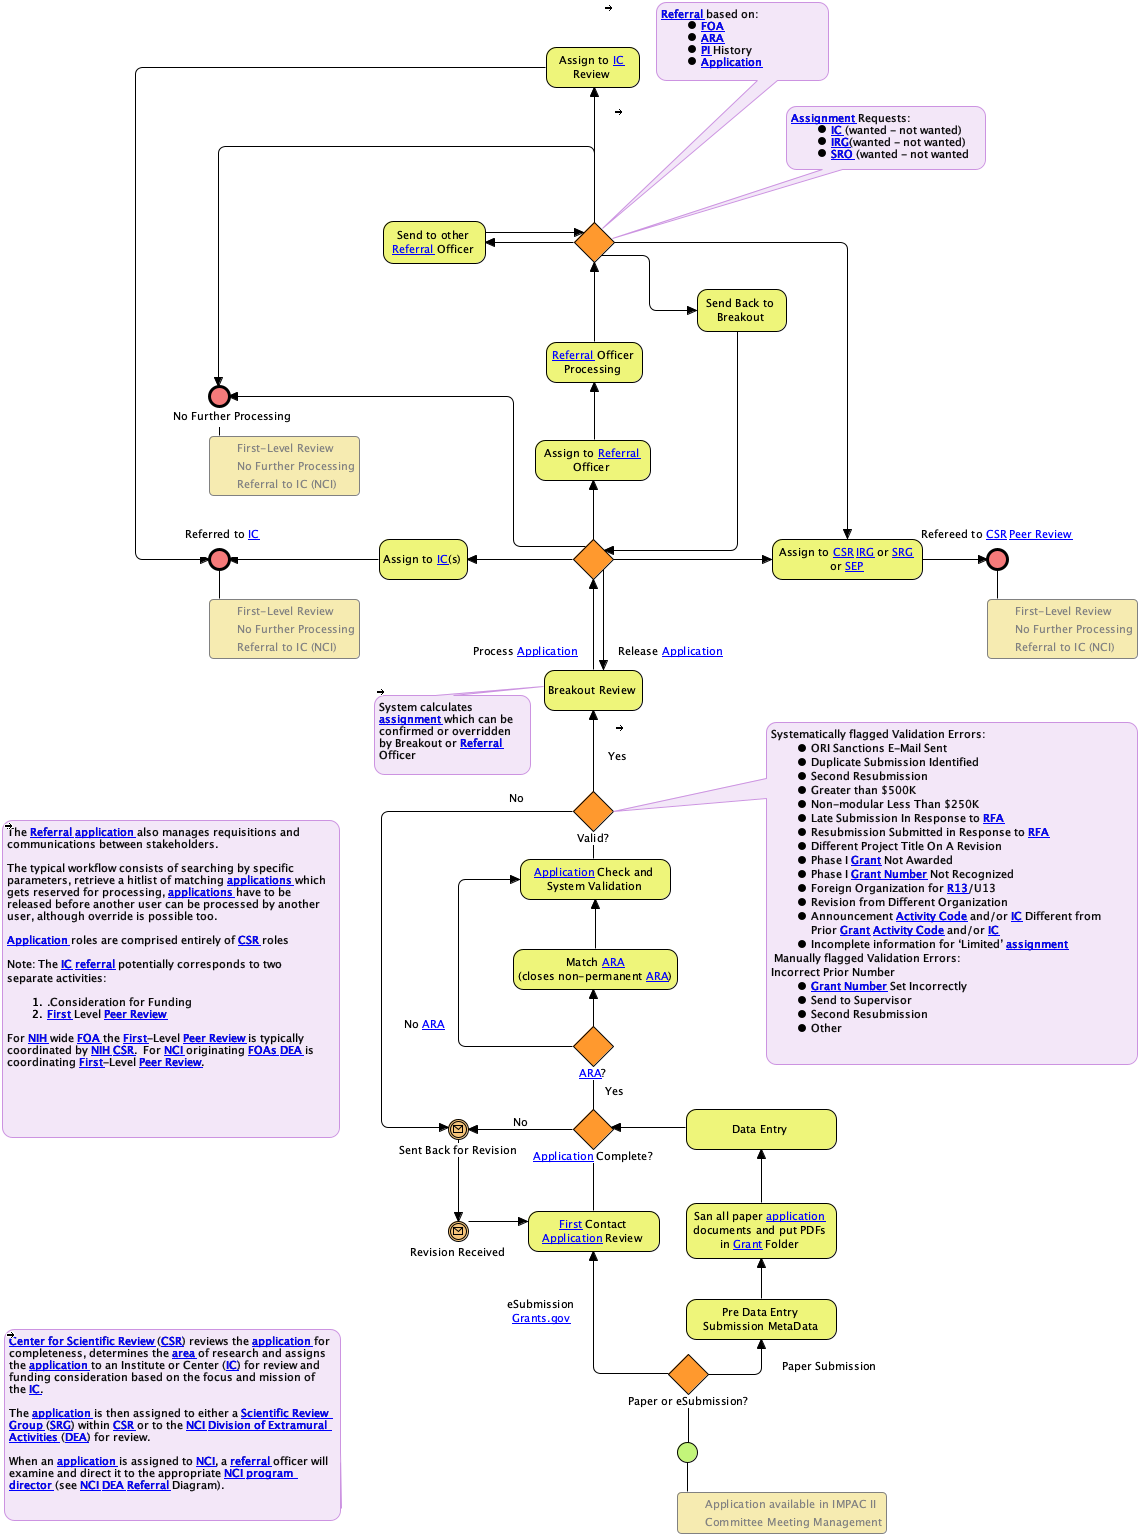 Referral based on:
● FOA
● ARA
● PI History
● Application
Assign to IC
Review
Assignment Requests:
● IC (wanted – not wanted)
● IRG(wanted – not wanted)
● SRO (wanted – not wanted
Send to other
Referral Officer
Send Back to
Breakout
Referral Officer
Processing
No Further Processing
First–Level Review
No Further Processing
Referral to IC (NCI)
Assign to Referral
Officer
Referred to IC
Assign to IC(s)
Assign to CSR IRG or SRG
or SEP
Refereed to CSR Peer Review
First–Level Review
No Further Processing
Referral to IC (NCI)
First–Level Review
No Further Processing
Referral to IC (NCI)
Process Application
Release Application
Breakout Review
System calculates
assignment which can be
confirmed or overridden
by Breakout or Referral
Officer
Yes
No
Valid?
Systematically flagged Validation Errors:
● ORI Sanctions E–Mail Sent
● Duplicate Submission Identified
● Second Resubmission
● Greater than $500K
● Non–modular Less Than $250K
● Late Submission In Response to RFA
● Resubmission Submitted in Response to RFA
● Different Project Title On A Revision
● Phase I Grant Not Awarded
● Phase I Grant Number Not Recognized
● Foreign Organization for R13/U13
● Revision from Different Organization
● Announcement Activity Code and/or IC Different from
Prior Grant Activity Code and/or IC
● Incomplete information for ‘Limited’ assignment
Manually flagged Validation Errors:
Incorrect Prior Number
● Grant Number Set Incorrectly
● Send to Supervisor
● Second Resubmission
● Other
The Referral application also manages requisitions and
communications between stakeholders.
The typical workflow consists of searching by specific
parameters, retrieve a hitlist of matching applications which
gets reserved for processing, applications have to be
released before another user can be processed by another
user, although override is possible too.
Application roles are comprised entirely of CSR roles
Note: The IC referral potentially corresponds to two
separate activities:
1. .Consideration for Funding
2. First Level Peer Review
For NIH wide FOA the First–Level Peer Review is typically
coordinated by NIH CSR. For NCI originating FOAs DEA is
coordinating First–Level Peer Review.
Application Check and
System Validation
Match ARA
(closes non–permanent ARA)
No ARA
ARA?
Yes
No
Application Complete?
Data Entry
Sent Back for Revision
First Contact
Application Review
Revision Received
San all paper application
documents and put PDFs
in Grant Folder
eSubmission
Grants.gov
Pre Data Entry
Submission MetaData
Paper Submission
Paper or eSubmission?
Center for Scientific Review (CSR) reviews the application for
completeness, determines the area of research and assigns
the application to an Institute or Center (IC) for review and
funding consideration based on the focus and mission of
the IC.
The application is then assigned to either a Scientific Review
Group (SRG) within CSR or to the NCI Division of Extramural
Activities (DEA) for review.
When an application is assigned to NCI, a referral officer will
examine and direct it to the appropriate NCI program
director (see NCI DEA Referral Diagram).
Application available in IMPAC II
Committee Meeting Management